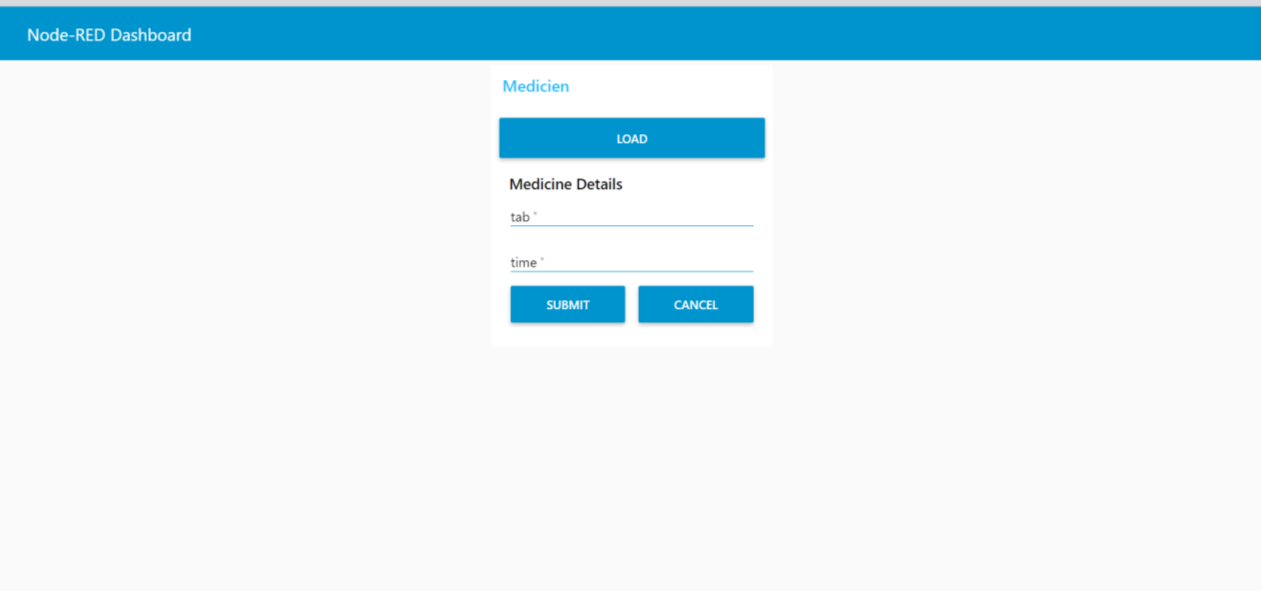 Node-RED Dashboard
Medicien
LOAD
Medicine Details
tab *
time *
SUBMIT CANCEL